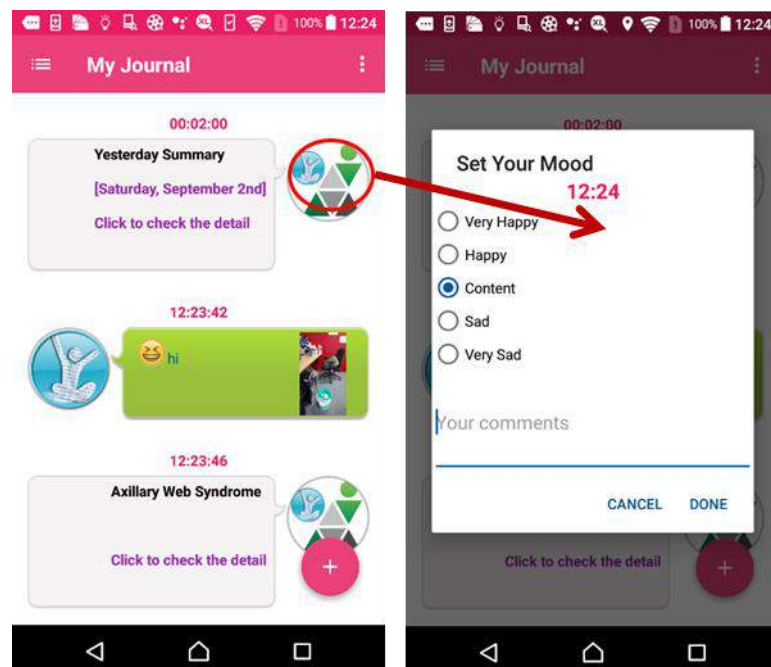 100% 12:24
My Journal
00:02:00
Yesterday Summary
[Saturday, September 2nd]
Click to check the detail
12:23:42
hi
12:23:46
Axillary Web Syndrome
Click to check the detail
+
XL 100% 12:24
My Journal
00:02:00
Set Your Mood
12:24
Very Happy
Happy
Content
Sad
Very Sad
Your comments
CANCEL DONE
Click to check the detail
+